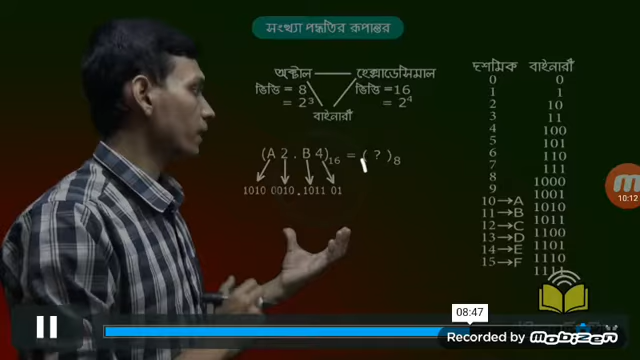 সংখ্যা পদ্ধতির রূপান্তর
অক্টাল হেক্সাডেসিমাল
ভিত্তি = 8 ভিত্তি = 16
= 2³ = 2⁴
বাইনারী
(A 2 . B 4)₁₆ = ( ? )₈
1010 0010 . 1011 01
দশমিক বাইনারী
0 0
1 1
2 10
3 11
4 100
5 101
6 110
7 111
8 1000
9 1001
10→A 1010
11→B 1011
12→C 1100
13→D 1101
14→E 1110
15→F 1111
10:12
08:47
Recorded by mobizen